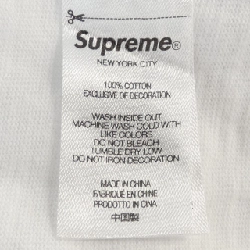 Supreme®
NEW YORK CITY
100% COTTON
EXCLUSIVE OF DECORATION
WASH INSIDE OUT
MACHINE WASH COLD WITH
LIKE COLORS
DO NOT BLEACH
TUMBLE DRY LOW
DO NOT IRON DECORATION
MADE IN CHINA
FABRIQUÉ EN CHINE
PRODOTTO IN CINA
中国製